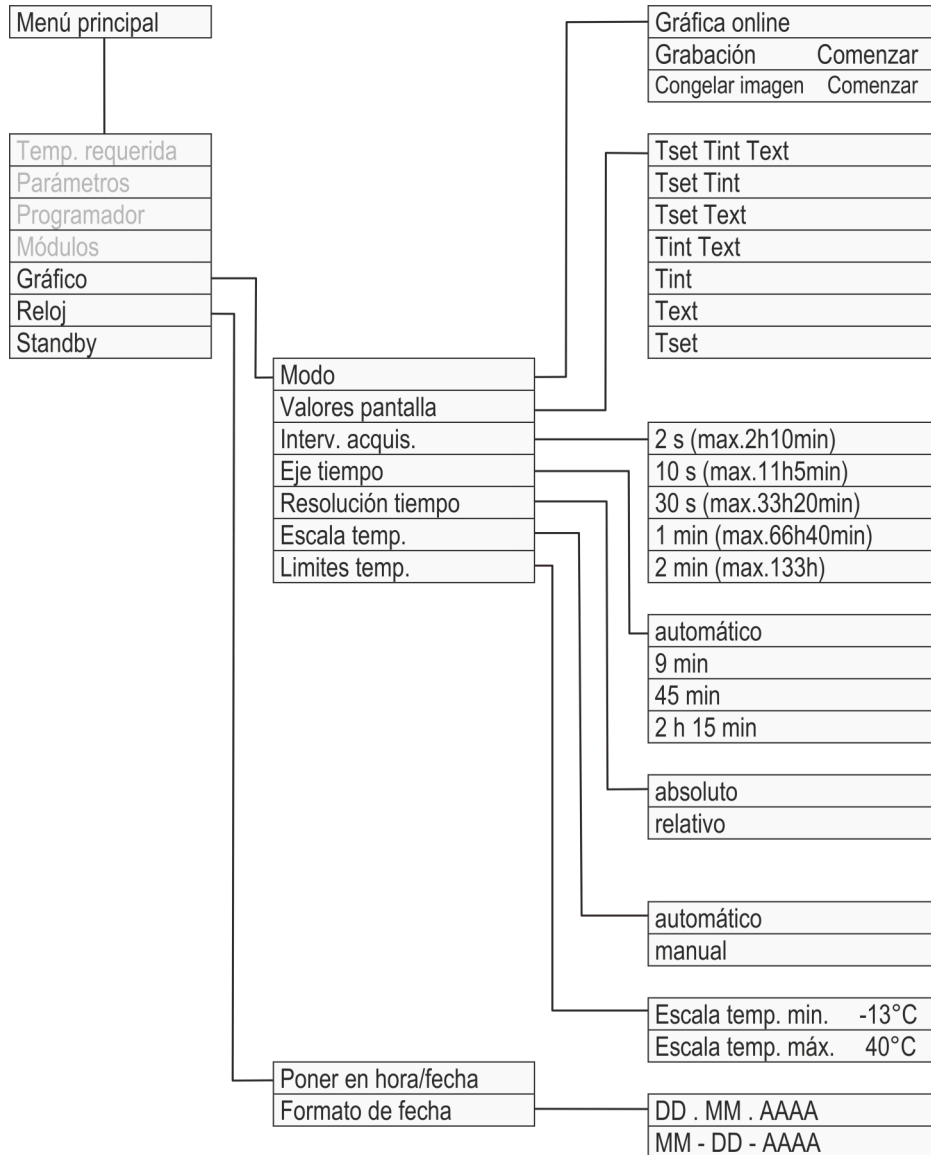 Menú principal
Temp. requerida
Parámetros
Programador
Módulos
Gráfico
Reloj
Standby
Modo
Valores pantalla
Interv. acquis.
Eje tiempo
Resolución tiempo
Escala temp.
Limites temp.
Poner en hora/fecha
Formato de fecha
Gráfica online
Grabación Comenzar
Congelar imagen Comenzar
Tset Tint Text
Tset Tint
Tset Text
Tint Text
Tint
Text
Tset
2 s (max.2h10min)
10 s (max.11h5min)
30 s (max.33h20min)
1 min (max.66h40min)
2 min (max.133h)
automático
9 min
45 min
2 h 15 min
absoluto
relativo
automático
manual
Escala temp. min. -13°C
Escala temp. máx. 40°C
DD . MM . AAAA
MM - DD - AAAA